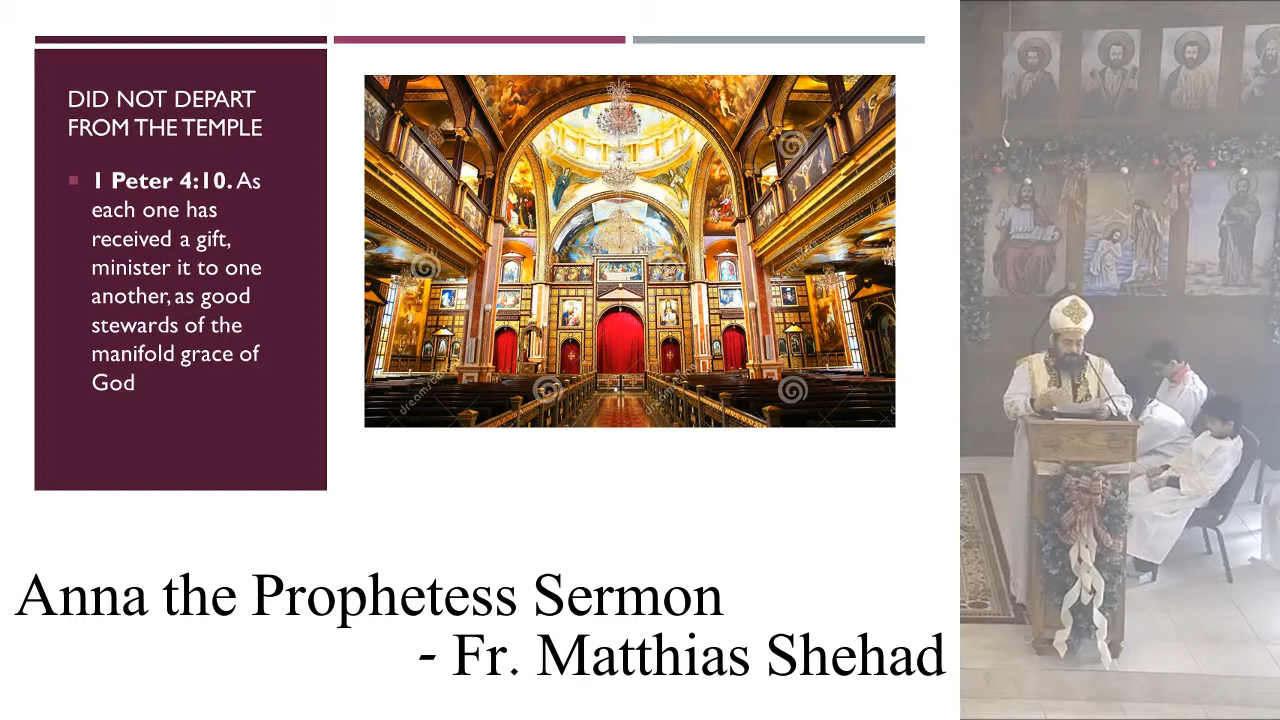 DID NOT DEPART
FROM THE TEMPLE
1 Peter 4:10. As
each one has
received a gift,
minister it to one
another, as good
stewards of the
manifold grace of
God
Anna the Prophetess Sermon
- Fr. Matthias Shehad